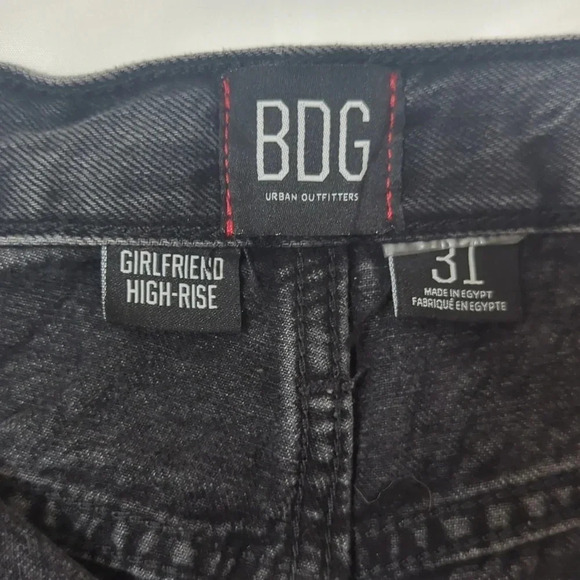 BDG
URBAN OUTFITTERS
GIRLFRIEND
HIGH-RISE
31
MADE IN EGYPT
FABRIQUÉ EN EGYPTE